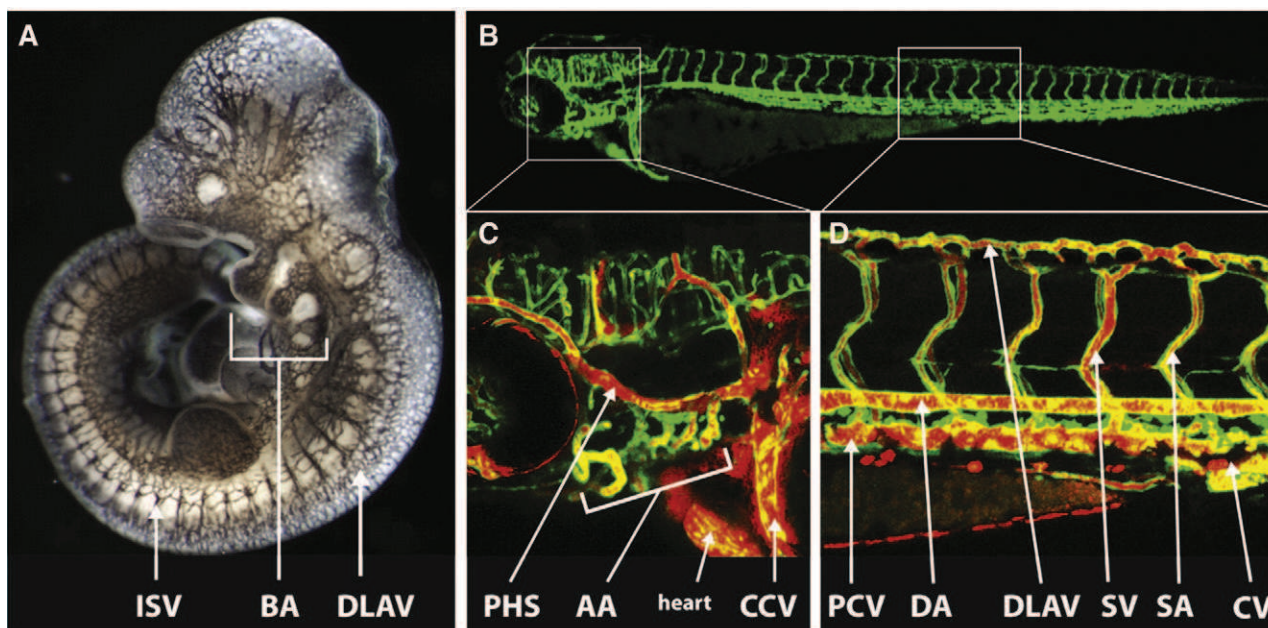 A
B
C
D
ISV BA DLAV
PHS AA heart CCV
PCV DA DLAV SV SA CV